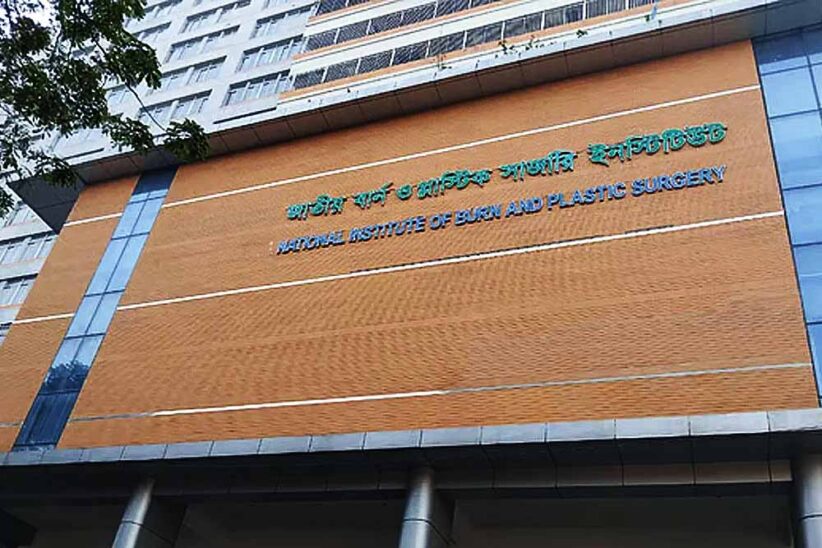 জাতীয় বার্ন ও প্লাস্টিক সার্জারি ইনস্টিটিউট
NATIONAL INSTITUTE OF BURN AND PLASTIC SURGERY